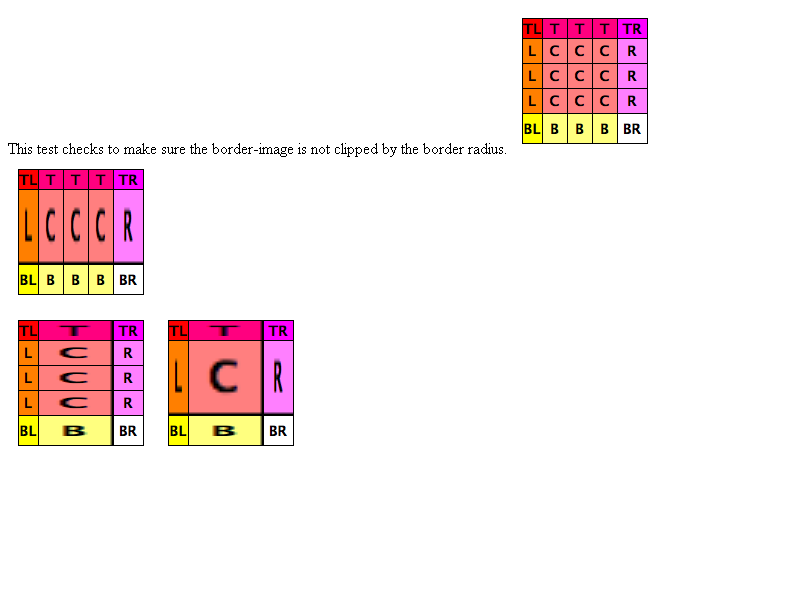 TL T T T TR
L C C C R
L C C C R
L C C C R
BL B B B BR
This test checks to make sure the border-image is not clipped by the border radius.
TL T T T TR
L C C C R
BL B B B BR
TL T TR
L C R
L C R
L C R
BL B BR
TL T TR
L C R
BL B BR